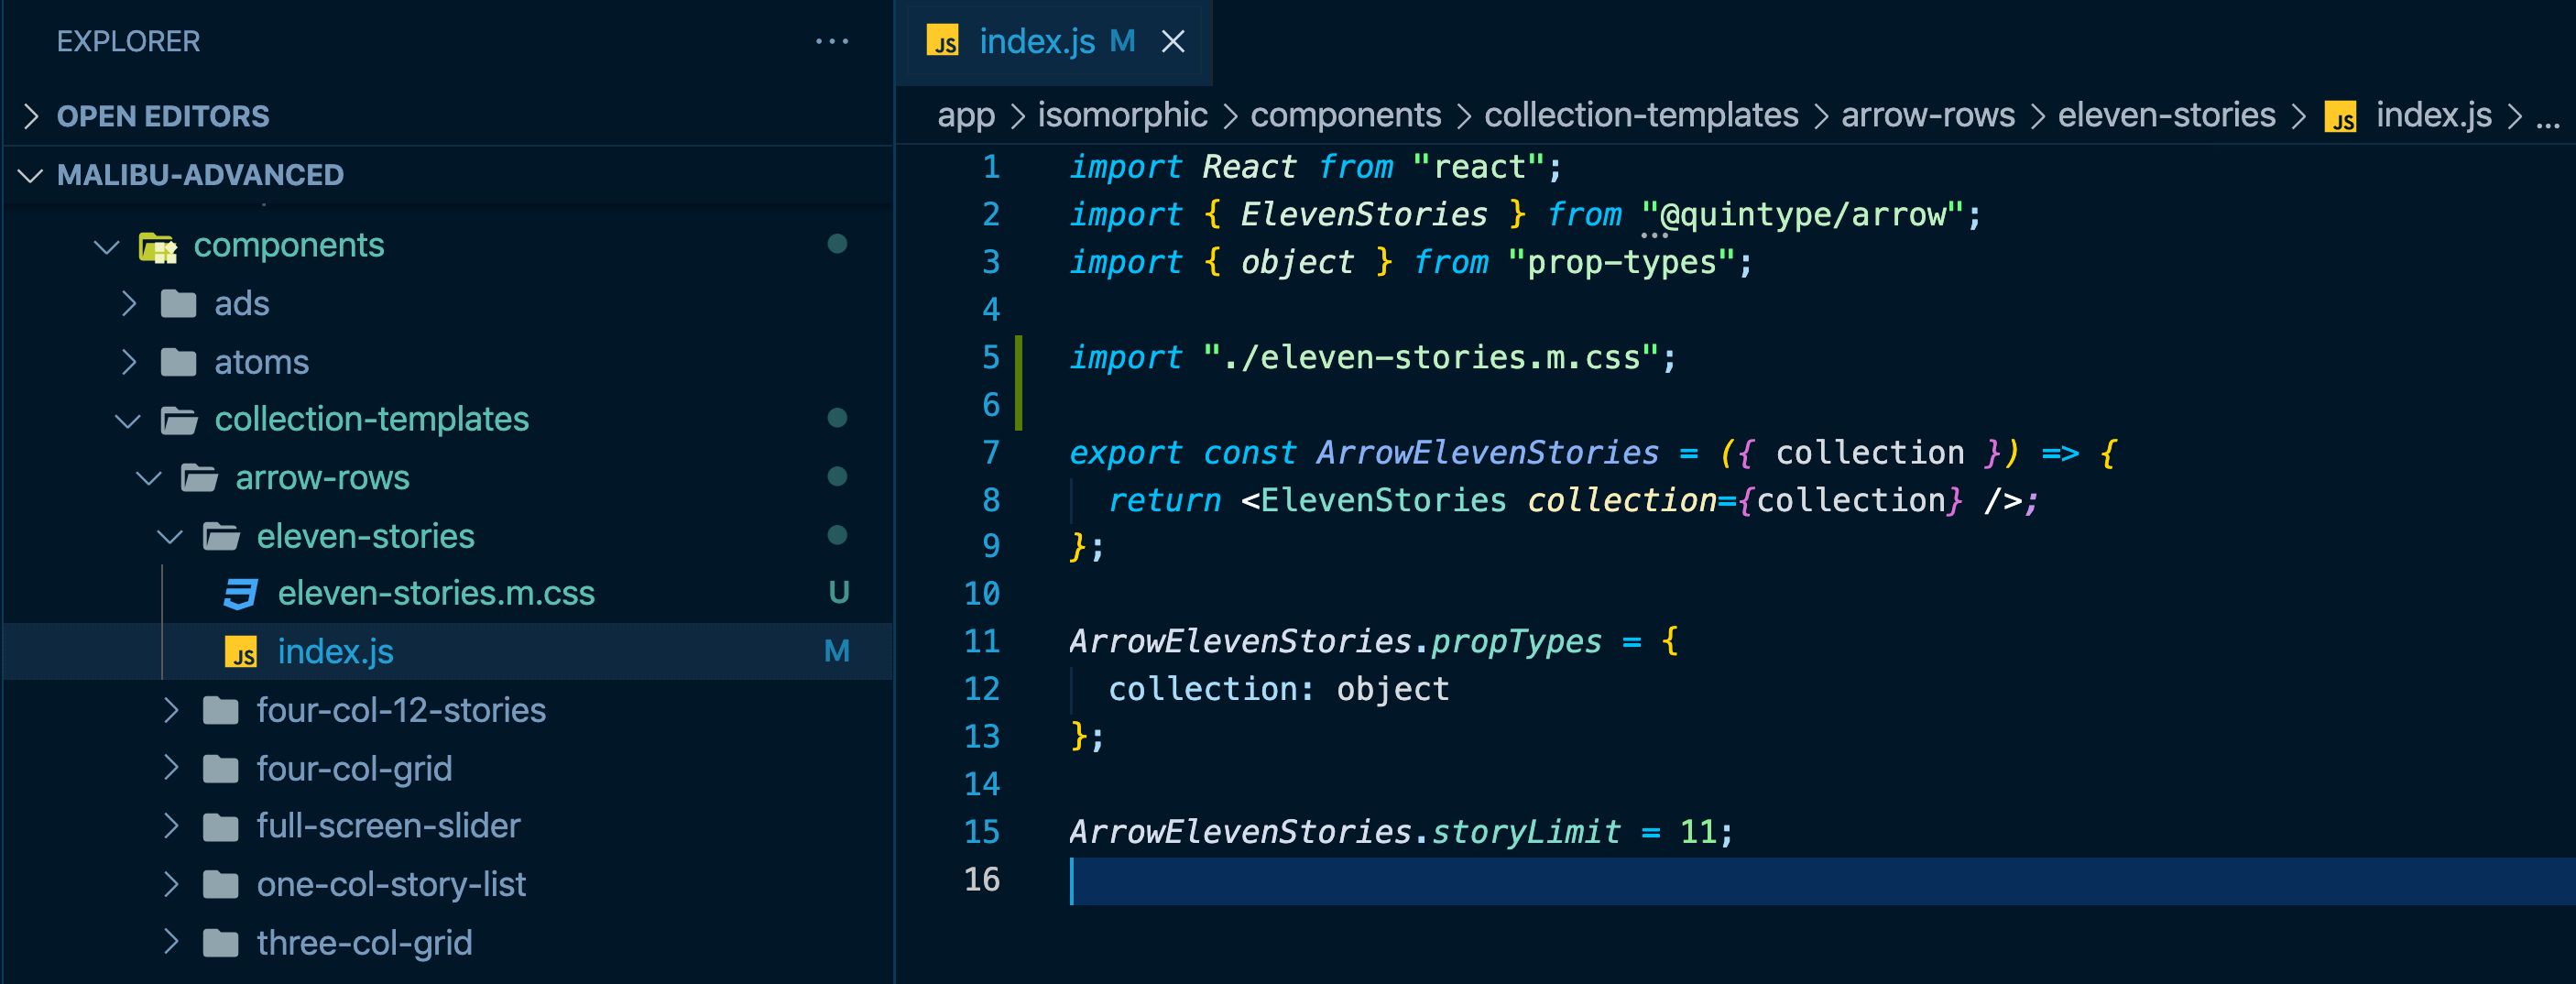 EXPLORER
OPEN EDITORS
MALIBU-ADVANCED
components
ads
atoms
collection-templates
arrow-rows
eleven-stories
eleven-stories.m.css U
JS index.js M
four-col-12-stories
four-col-grid
full-screen-slider
one-col-story-list
three-col-grid
JS index.js M
app > isomorphic > components > collection-templates > arrow-rows > eleven-stories > JS index.js > ...
1 import React from "react";
2 import { ElevenStories } from "@quintype/arrow";
3 import { object } from "prop-types";
4
5 import "./eleven-stories.m.css";
6
7 export const ArrowElevenStories = ({ collection }) => {
8 return <ElevenStories collection={collection} />;
9 };
10
11 ArrowElevenStories.propTypes = {
12 collection: object
13 };
14
15 ArrowElevenStories.storyLimit = 11;
16